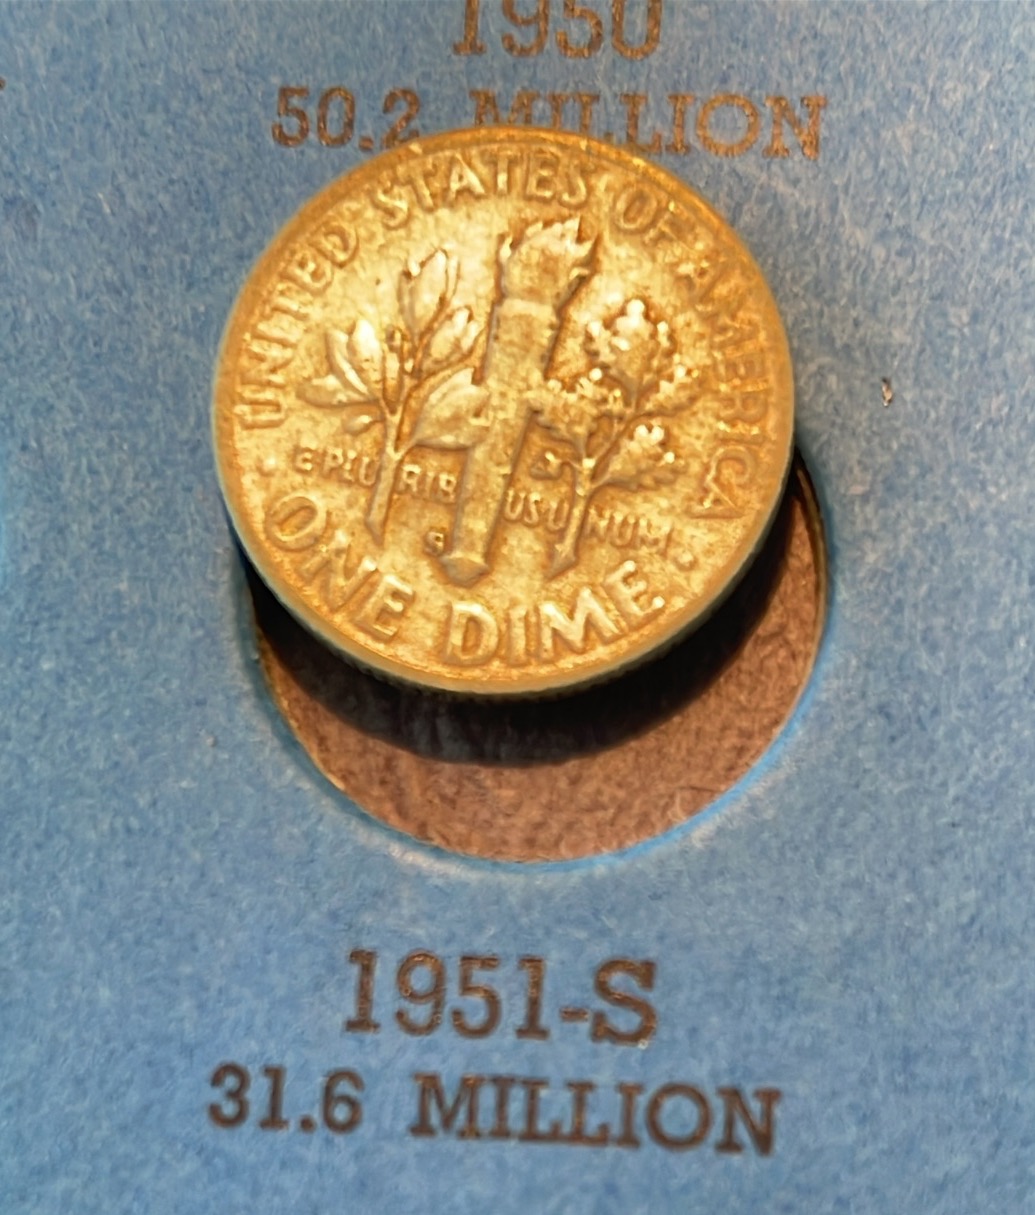 1950
50.2 MILLION
UNITED STATES OF AMERICA
E PLURIBUS UNUM
S
ONE DIME
1951-S
31.6 MILLION